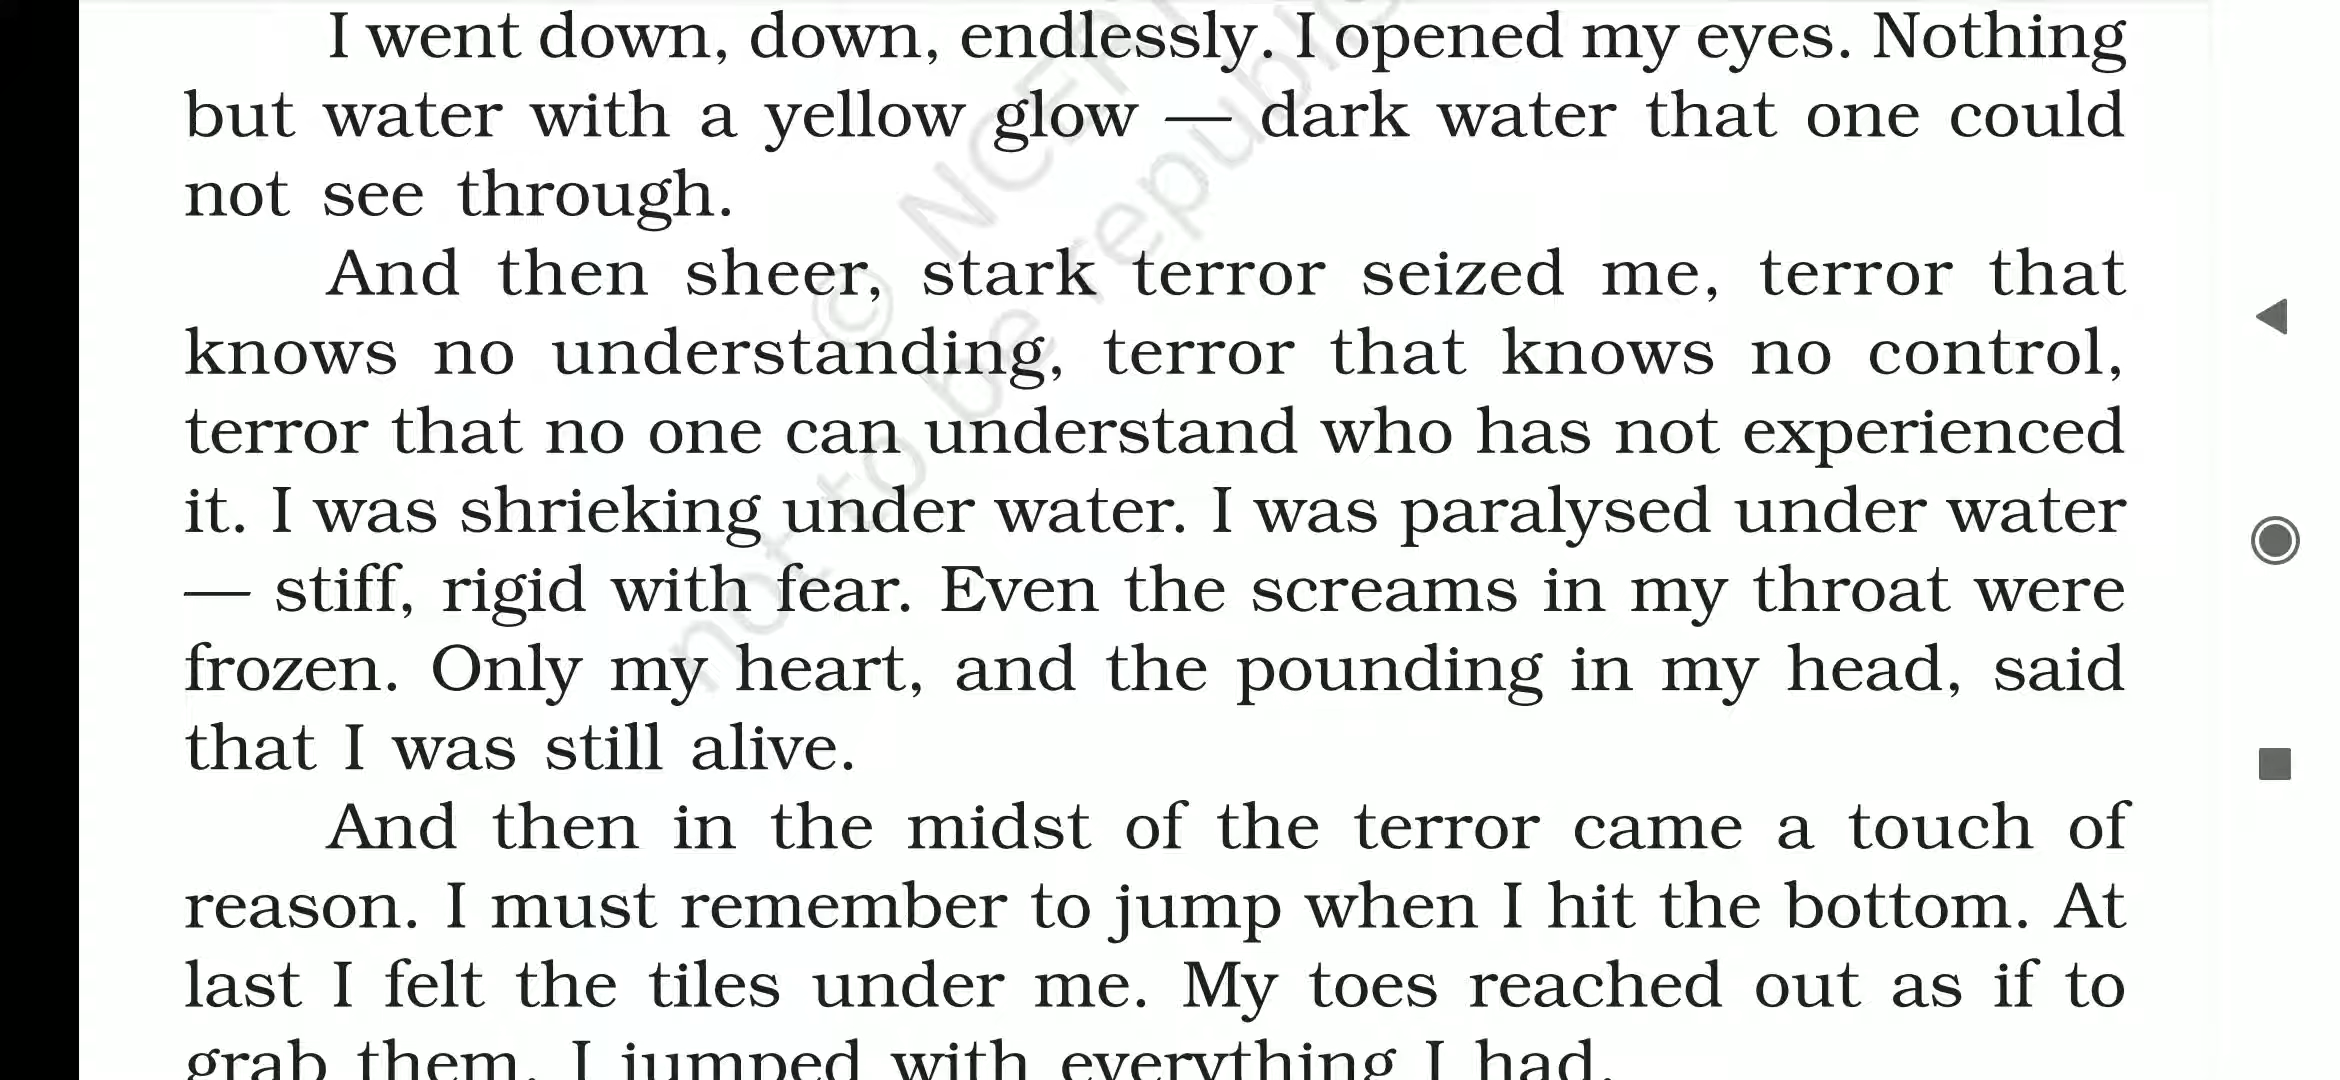 I went down, down, endlessly. I opened my eyes. Nothing
but water with a yellow glow — dark water that one could
not see through.
And then sheer, stark terror seized me, terror that
knows no understanding, terror that knows no control,
terror that no one can understand who has not experienced
it. I was shrieking under water. I was paralysed under water
— stiff, rigid with fear. Even the screams in my throat were
frozen. Only my heart, and the pounding in my head, said
that I was still alive.
And then in the midst of the terror came a touch of
reason. I must remember to jump when I hit the bottom. At
last I felt the tiles under me. My toes reached out as if to
grab them. I jumped with everything I had.
© NCERT
not to be republis